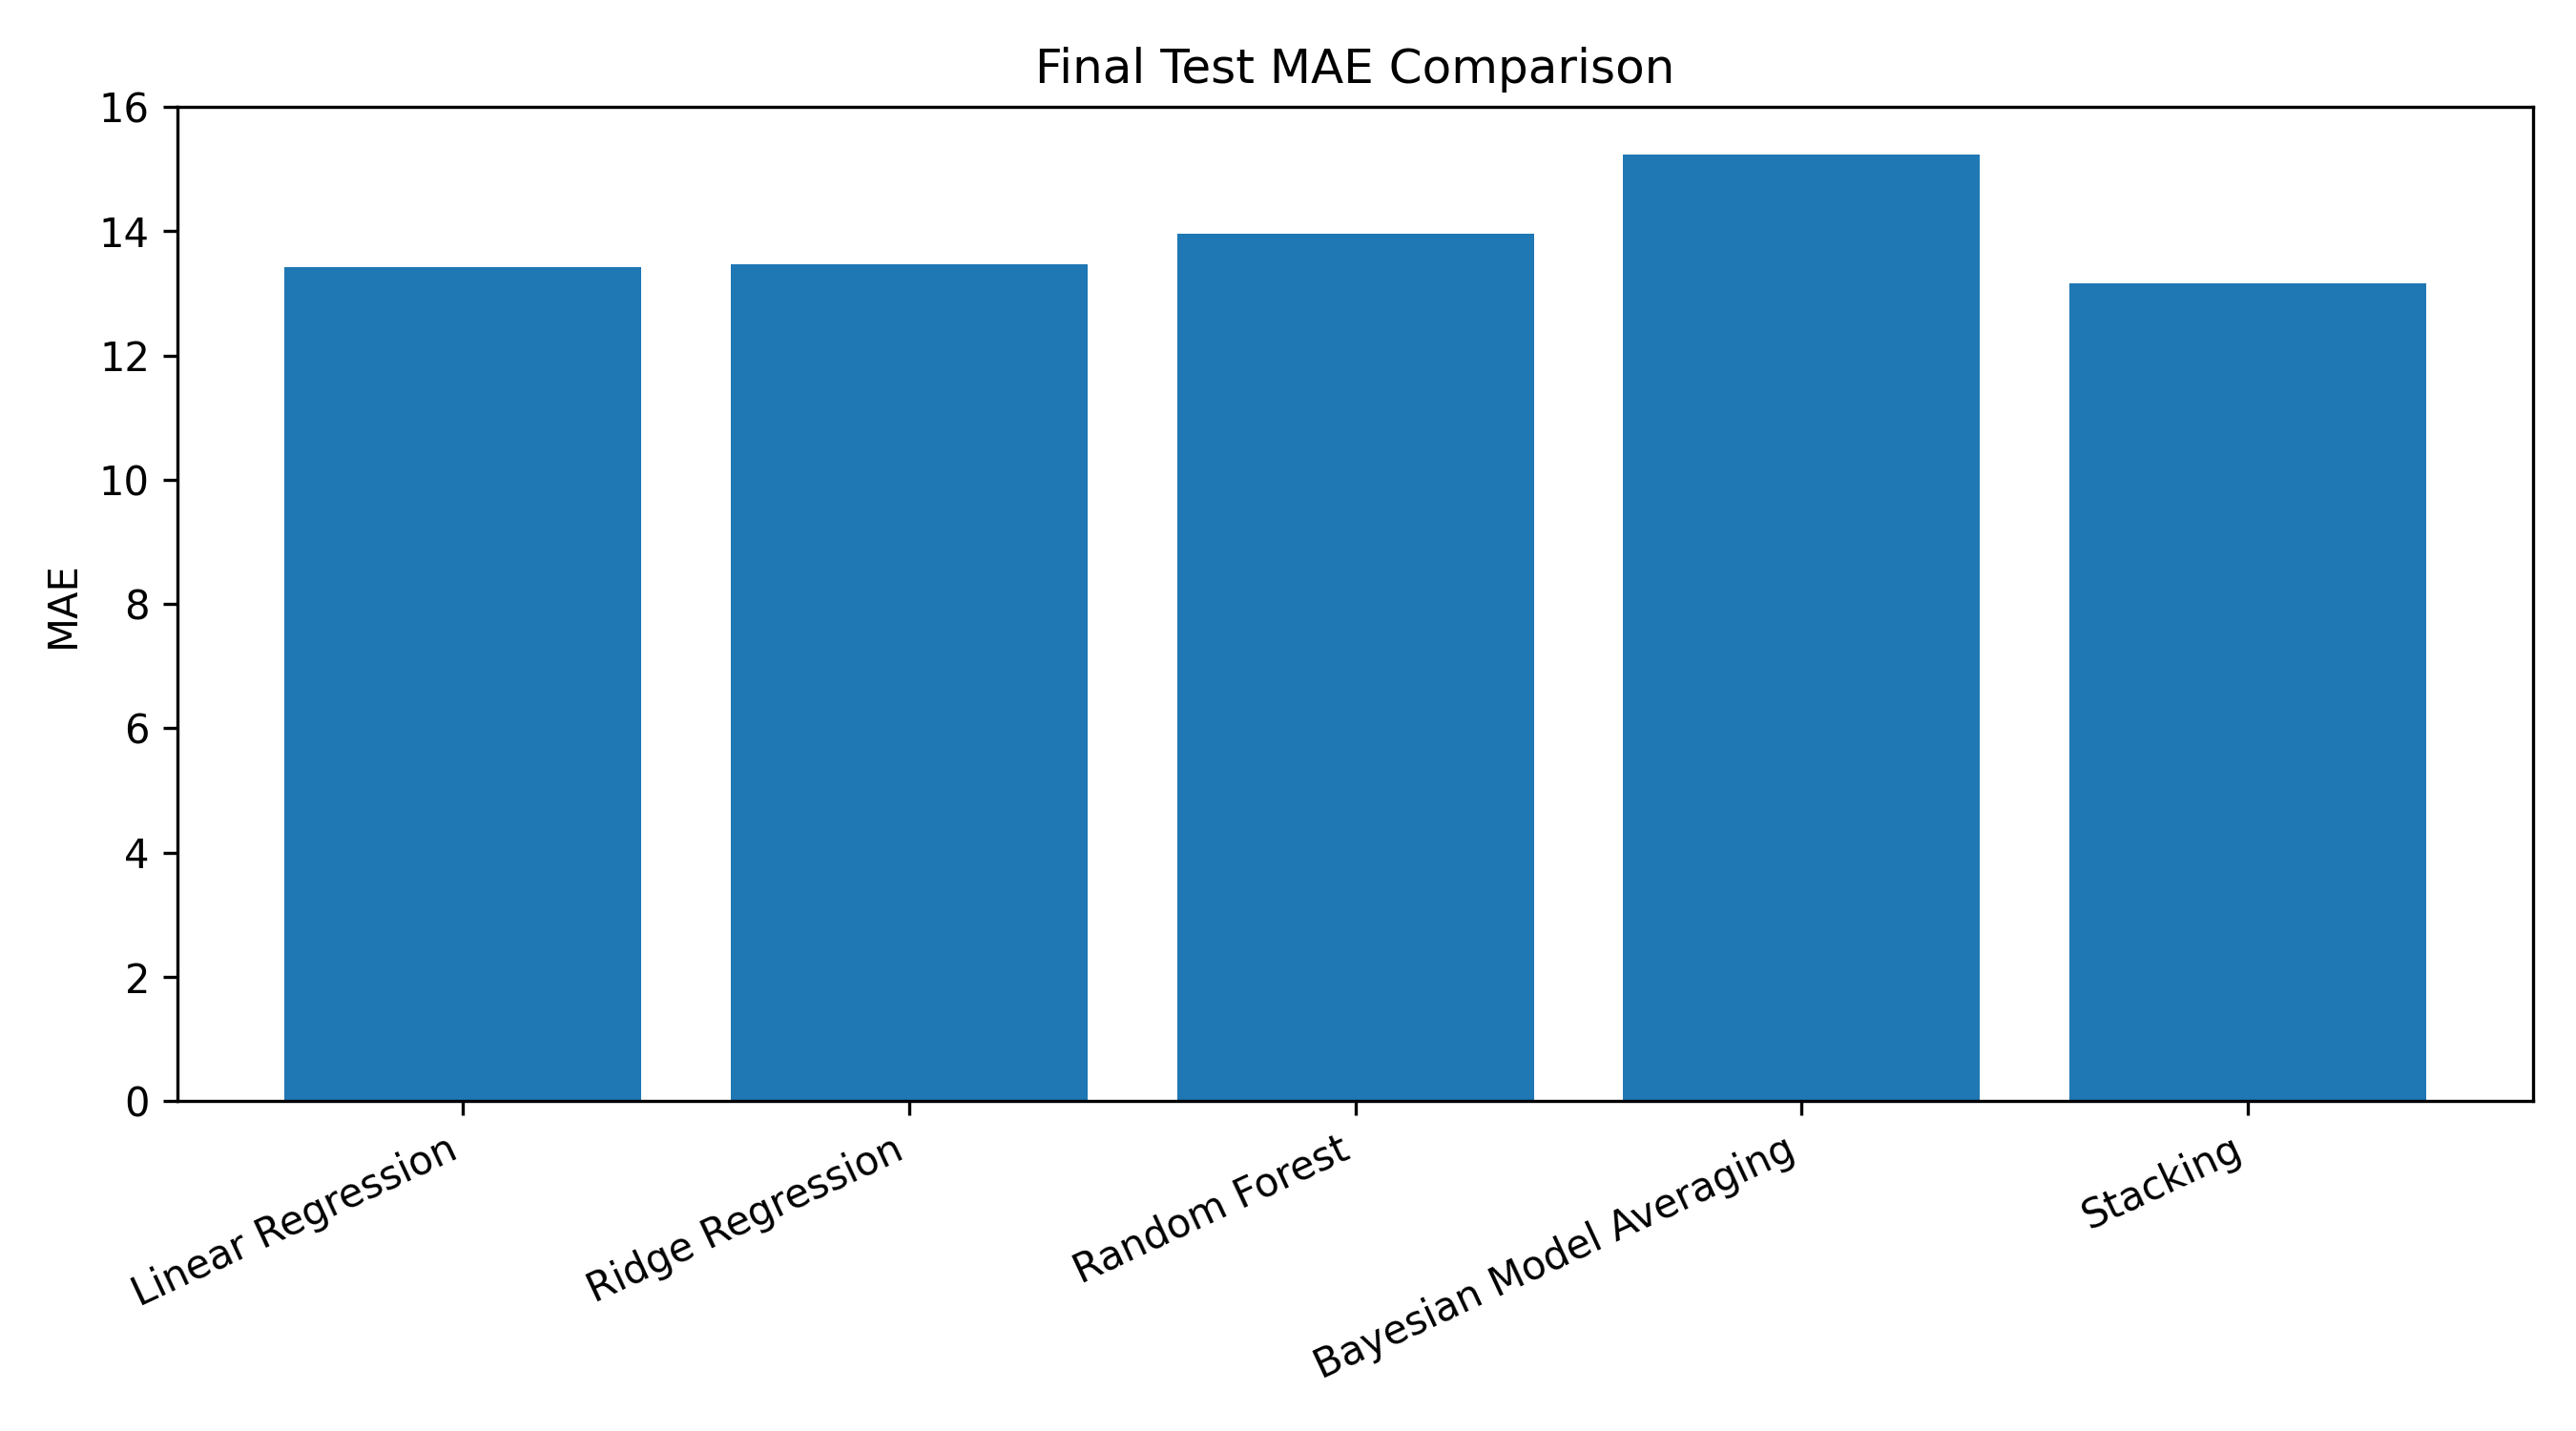 Final Test MAE Comparison
16
14
12
10
8
6
4
2
0
MAE
Linear Regression
Ridge Regression
Random Forest
Bayesian Model Averaging
Stacking